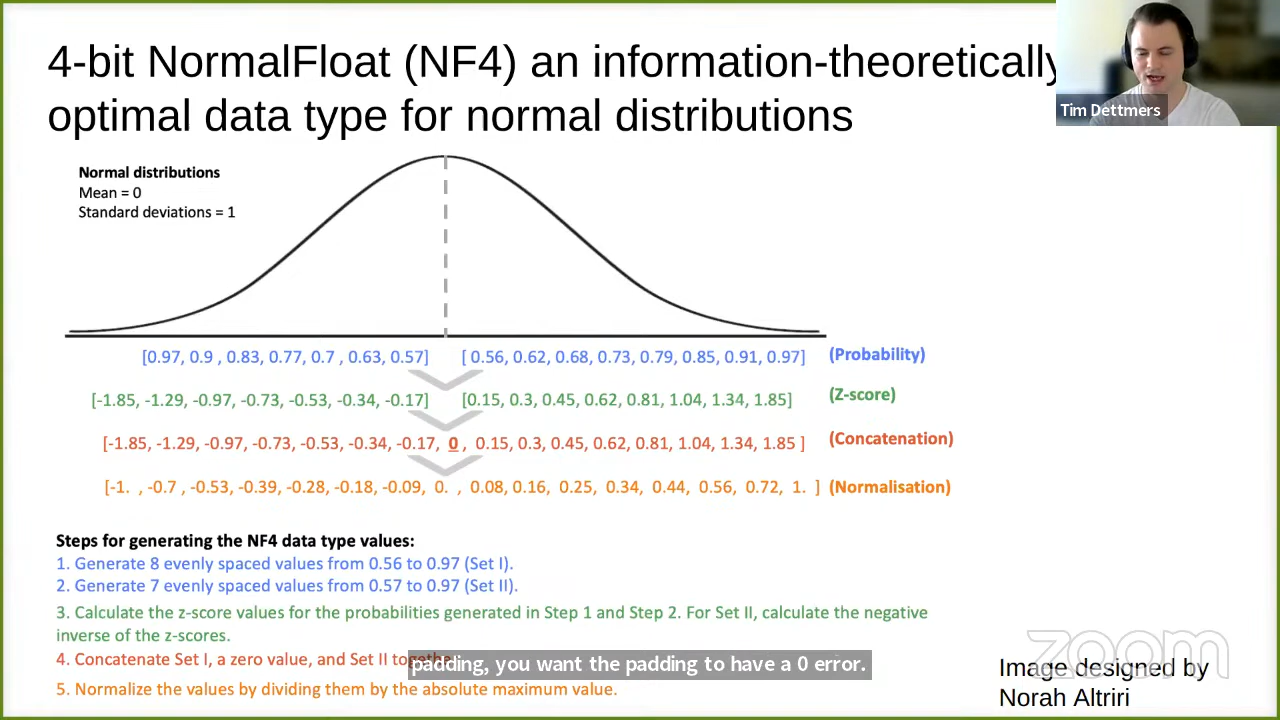 4-bit NormalFloat (NF4) an information-theoretically
optimal data type for normal distributions
Tim Dettmers
Normal distributions
Mean = 0
Standard deviations = 1
[0.97, 0.9 , 0.83, 0.77, 0.7 , 0.63, 0.57] [ 0.56, 0.62, 0.68, 0.73, 0.79, 0.85, 0.91, 0.97] (Probability)
[-1.85, -1.29, -0.97, -0.73, -0.53, -0.34, -0.17] [0.15, 0.3, 0.45, 0.62, 0.81, 1.04, 1.34, 1.85] (Z-score)
[-1.85, -1.29, -0.97, -0.73, -0.53, -0.34, -0.17, 0 , 0.15, 0.3, 0.45, 0.62, 0.81, 1.04, 1.34, 1.85 ] (Concatenation)
[-1. , -0.7 , -0.53, -0.39, -0.28, -0.18, -0.09, 0. , 0.08, 0.16, 0.25, 0.34, 0.44, 0.56, 0.72, 1. ] (Normalisation)
Steps for generating the NF4 data type values:
1. Generate 8 evenly spaced values from 0.56 to 0.97 (Set I).
2. Generate 7 evenly spaced values from 0.57 to 0.97 (Set II).
3. Calculate the z-score values for the probabilities generated in Step 1 and Step 2. For Set II, calculate the negative
inverse of the z-scores.
4. Concatenate Set I, a zero value, and Set II
padding, you want the padding to have a 0 error.
5. Normalize the values by dividing them by the absolute maximum value.
zoom
Image designed by
Norah Altriri